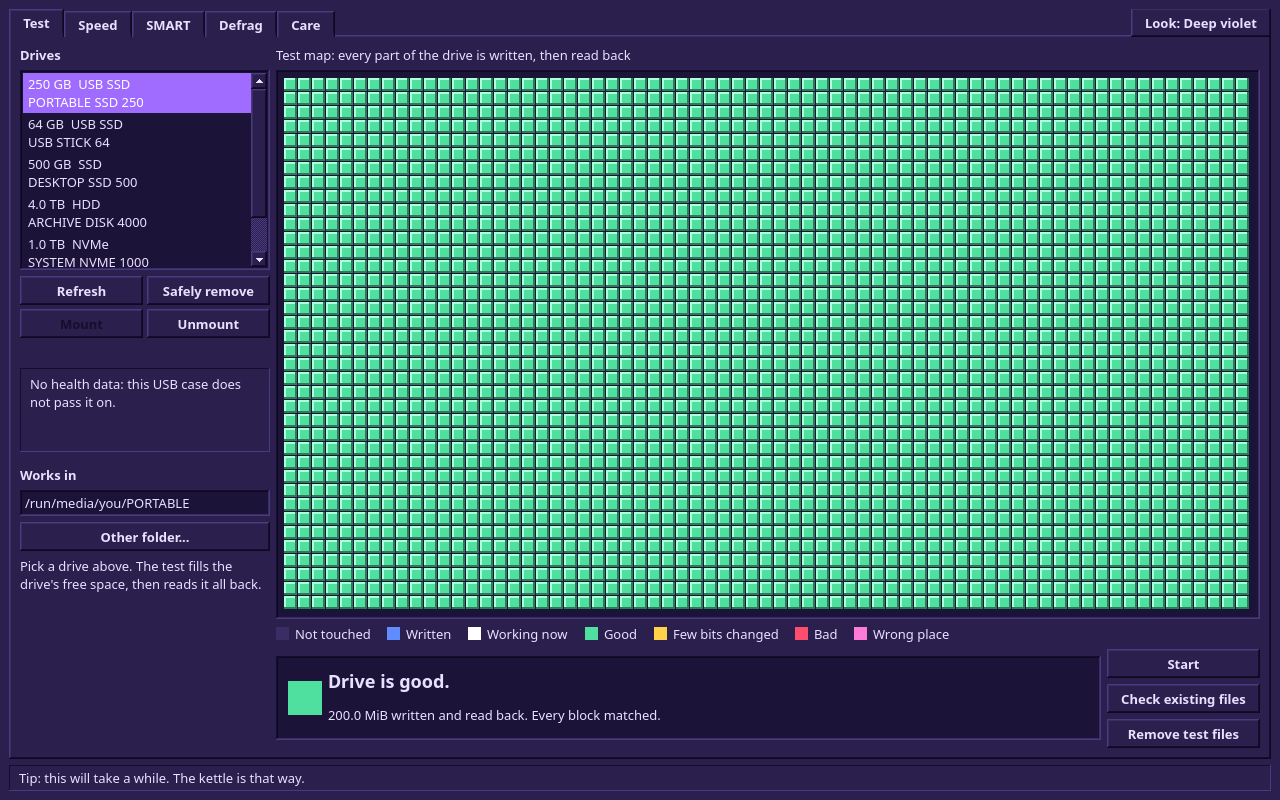 Test
Speed
SMART
Defrag
Care
Look: Deep violet
Drives
250 GB  USB SSD
PORTABLE SSD 250
64 GB  USB SSD
USB STICK 64
500 GB  SSD
DESKTOP SSD 500
4.0 TB  HDD
ARCHIVE DISK 4000
1.0 TB  NVMe
SYSTEM NVME 1000
Refresh
Safely remove
Mount
Unmount
No health data: this USB case does
not pass it on.
Works in
/run/media/you/PORTABLE
Other folder...
Pick a drive above. The test fills the
drive's free space, then reads it all back.
Test map: every part of the drive is written, then read back
Not touched
Written
Working now
Good
Few bits changed
Bad
Wrong place
Drive is good.
200.0 MiB written and read back. Every block matched.
Start
Check existing files
Remove test files
Tip: this will take a while. The kettle is that way.